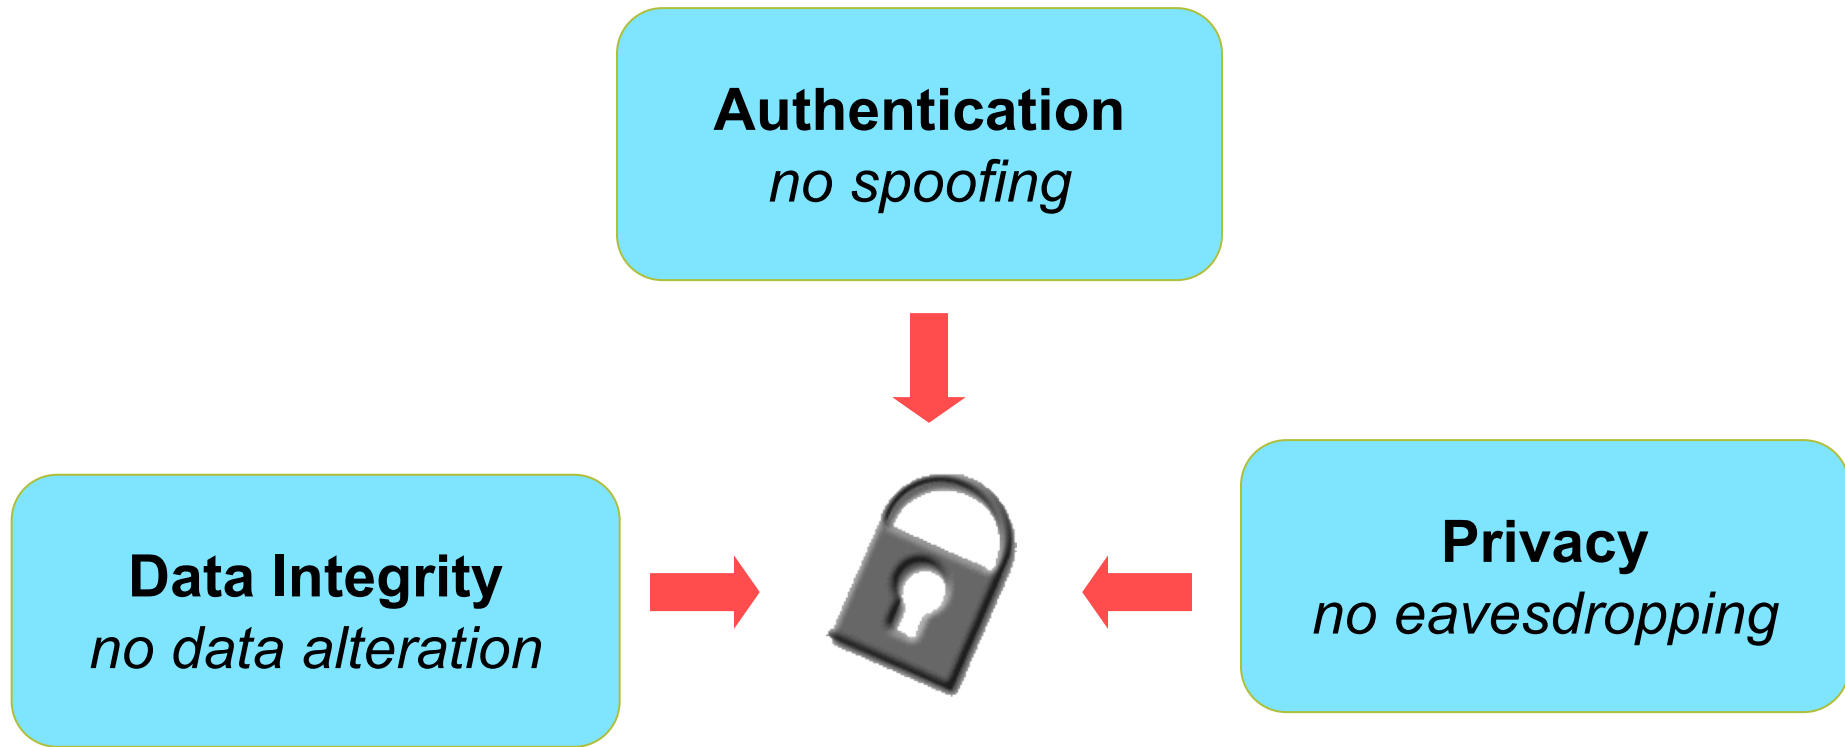 Authentication
no spoofing
Data Integrity
no data alteration
Privacy
no eavesdropping